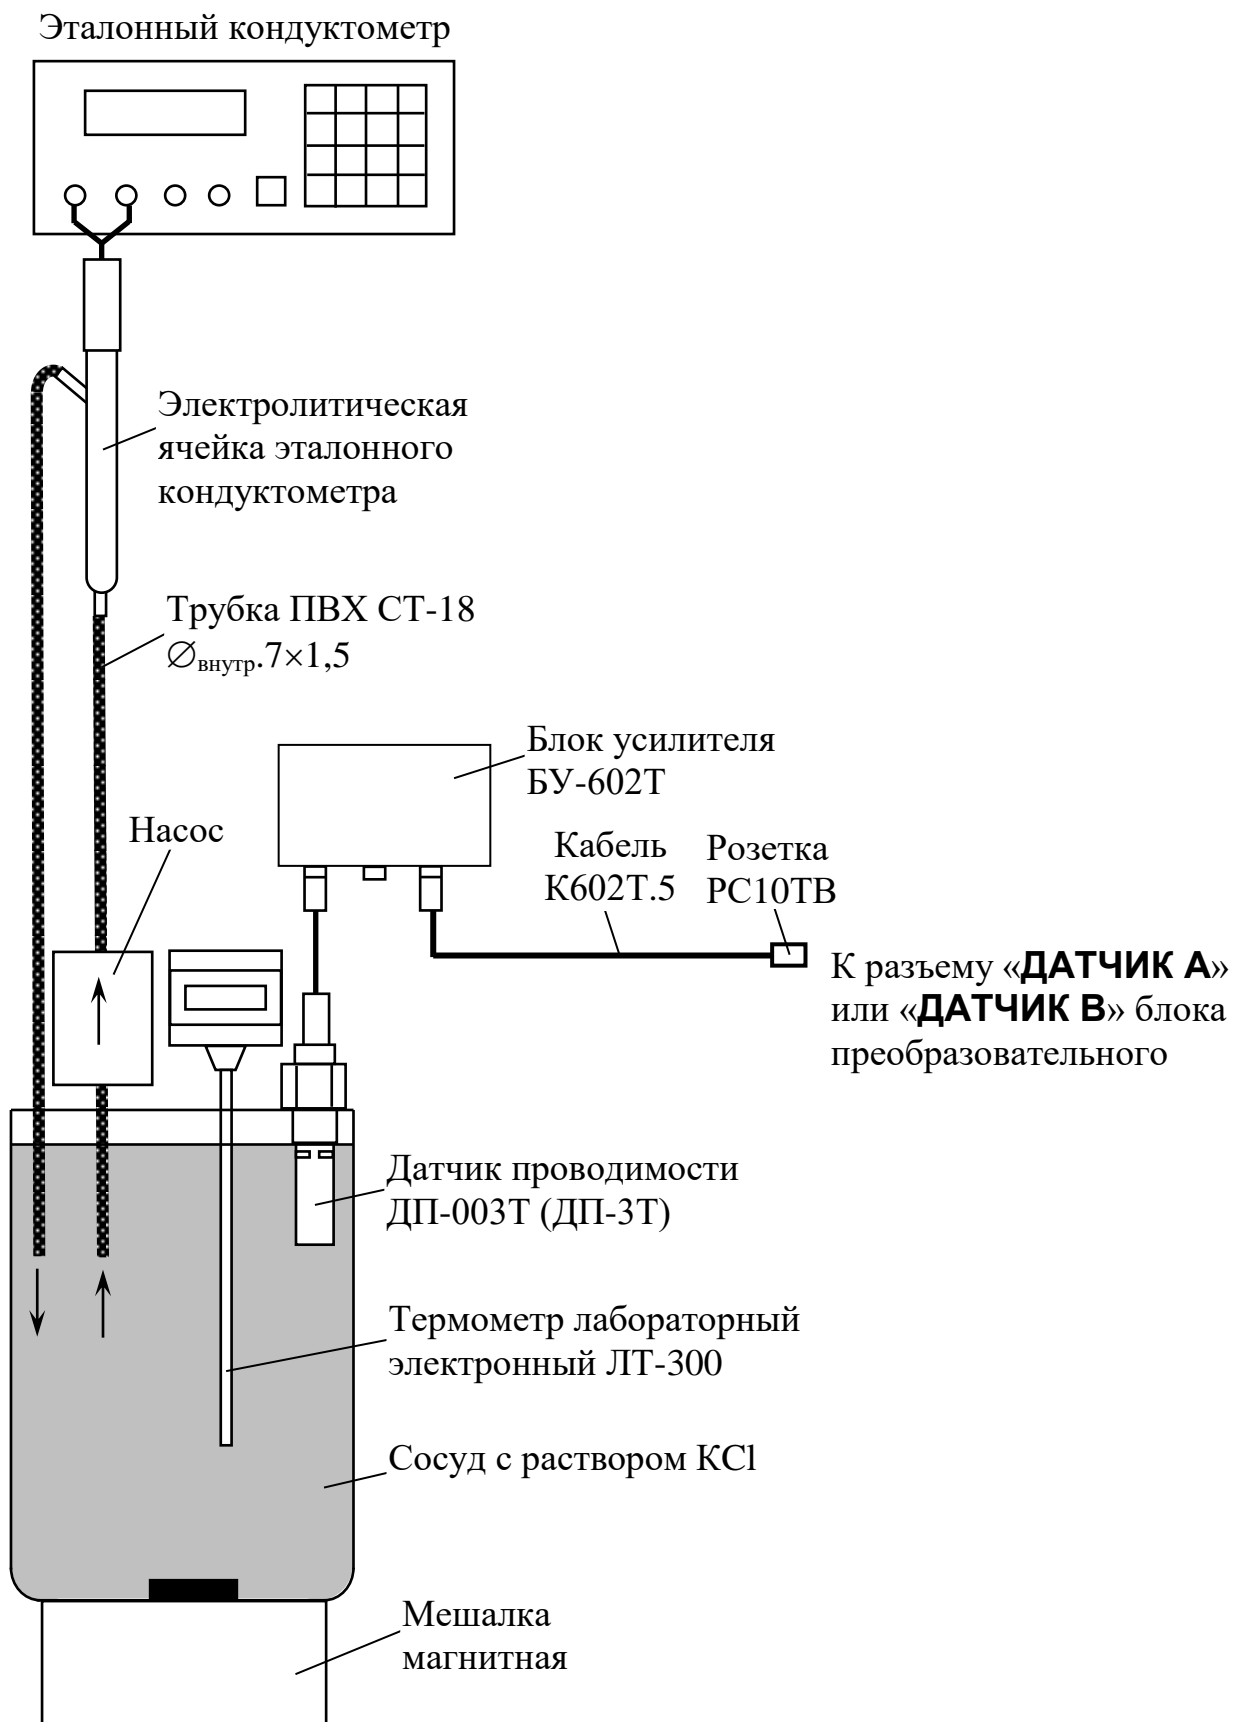 Эталонный кондуктометр
Электролитическая
ячейка эталонного
кондуктометра
Трубка ПВХ СТ-18
∅внутр.7×1,5
Блок усилителя
БУ-602Т
Насос
Кабель
К602Т.5
Розетка
РС10ТВ
К разъему «ДАТЧИК А»
или «ДАТЧИК В» блока
преобразовательного
Датчик проводимости
ДП-003Т (ДП-3Т)
Термометр лабораторный
электронный ЛТ-300
Сосуд с раствором KCl
Мешалка
магнитная